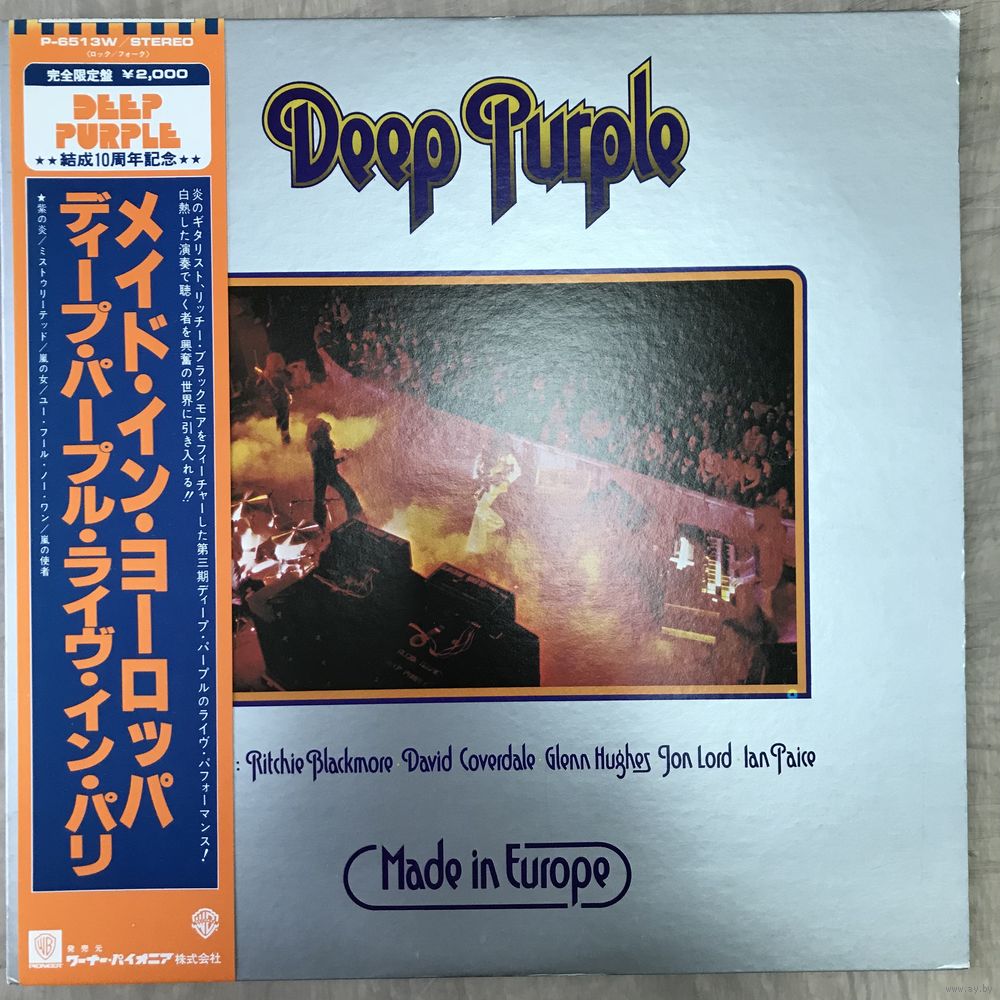 P-6513W/STEREO
(ロック/フォーク)
完全限定盤 ¥2,000
DEEP
PURPLE
★★結成10周年記念★★
炎のギタリスト、リッチー・ブラックモアをフィーチャーした第三期ディープ・パープルのライヴ・パフォーマンス!
白熱した演奏で聴く者を興奮の世界に引き入れる!!
メイド・イン・ヨーロッパ
ディープ・パープル・ライヴ・イン・パリ
★紫の炎/ミストゥリーテッド/嵐の女/ユー・フール・ノー・ワン/嵐の使者
WB
PIONEER
発売元
ワーナー・パイオニア株式会社
Deep Purple
: Ritchie Blackmore · David Coverdale · Glenn Hughes · Jon Lord · Ian Paice
Made in Europe
www.ay.by